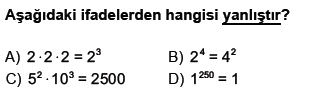 Aşağıdaki ifadelerden hangisi yanlıştır?
A) 2 · 2 · 2 = 2³ B) 2⁴ = 4²
C) 5² · 10³ = 2500 D) 1²⁵⁰ = 1